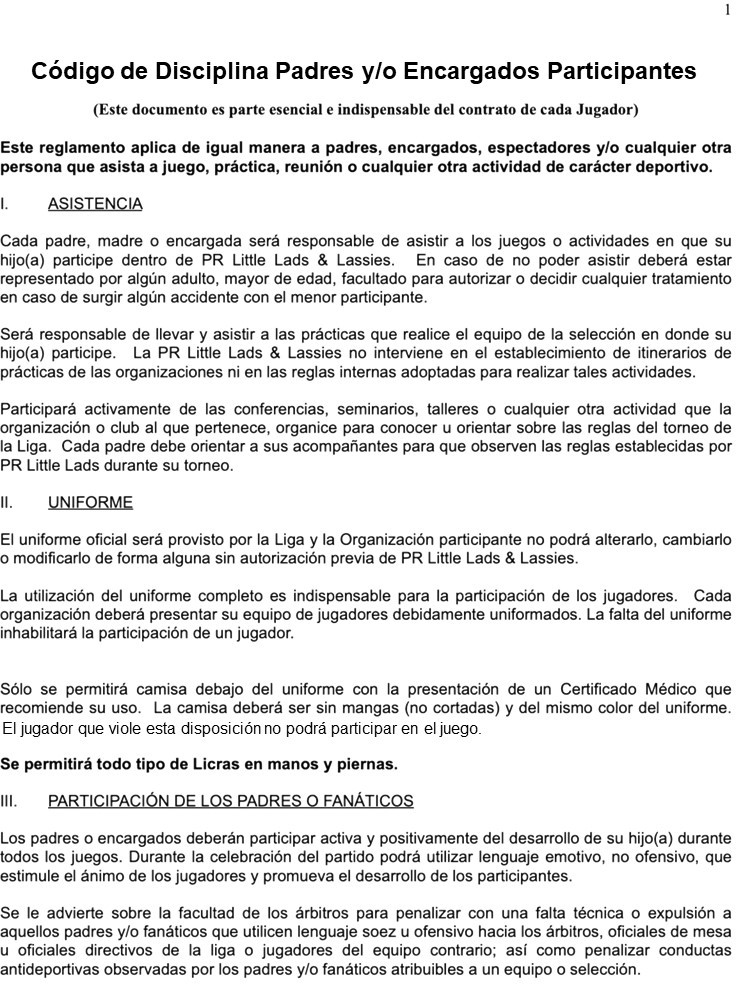 1
Código de Disciplina Padres y/o Encargados Participantes
(Este documento es parte esencial e indispensable del contrato de cada Jugador)
Este reglamento aplica de igual manera a padres, encargados, espectadores y/o cualquier otra
persona que asista a juego, práctica, reunión o cualquier otra actividad de carácter deportivo.
I. ASISTENCIA
Cada padre, madre o encargada será responsable de asistir a los juegos o actividades en que su
hijo(a) participe dentro de PR Little Lads & Lassies. En caso de no poder asistir deberá estar
representado por algún adulto, mayor de edad, facultado para autorizar o decidir cualquier tratamiento
en caso de surgir algún accidente con el menor participante.
Será responsable de llevar y asistir a las prácticas que realice el equipo de la selección en donde su
hijo(a) participe. La PR Little Lads & Lassies no interviene en el establecimiento de itinerarios de
prácticas de las organizaciones ni en las reglas internas adoptadas para realizar tales actividades.
Participará activamente de las conferencias, seminarios, talleres o cualquier otra actividad que la
organización o club al que pertenece, organice para conocer u orientar sobre las reglas del torneo de
la Liga. Cada padre debe orientar a sus acompañantes para que observen las reglas establecidas por
PR Little Lads durante su torneo.
II. UNIFORME
El uniforme oficial será provisto por la Liga y la Organización participante no podrá alterarlo, cambiarlo
o modificarlo de forma alguna sin autorización previa de PR Little Lads & Lassies.
La utilización del uniforme completo es indispensable para la participación de los jugadores. Cada
organización deberá presentar su equipo de jugadores debidamente uniformados. La falta del uniforme
inhabilitará la participación de un jugador.
Sólo se permitirá camisa debajo del uniforme con la presentación de un Certificado Médico que
recomiende su uso. La camisa deberá ser sin mangas (no cortadas) y del mismo color del uniforme.
El jugador que viole esta disposición no podrá participar en el juego.
Se permitirá todo tipo de Licras en manos y piernas.
III. PARTICIPACIÓN DE LOS PADRES O FANÁTICOS
Los padres o encargados deberán participar activa y positivamente del desarrollo de su hijo(a) durante
todos los juegos. Durante la celebración del partido podrá utilizar lenguaje emotivo, no ofensivo, que
estimule el ánimo de los jugadores y promueva el desarrollo de los participantes.
Se le advierte sobre la facultad de los árbitros para penalizar con una falta técnica o expulsión a
aquellos padres y/o fanáticos que utilicen lenguaje soez u ofensivo hacia los árbitros, oficiales de mesa
u oficiales directivos de la liga o jugadores del equipo contrario; así como penalizar conductas
antideportivas observadas por los padres y/o fanáticos atribuibles a un equipo o selección.